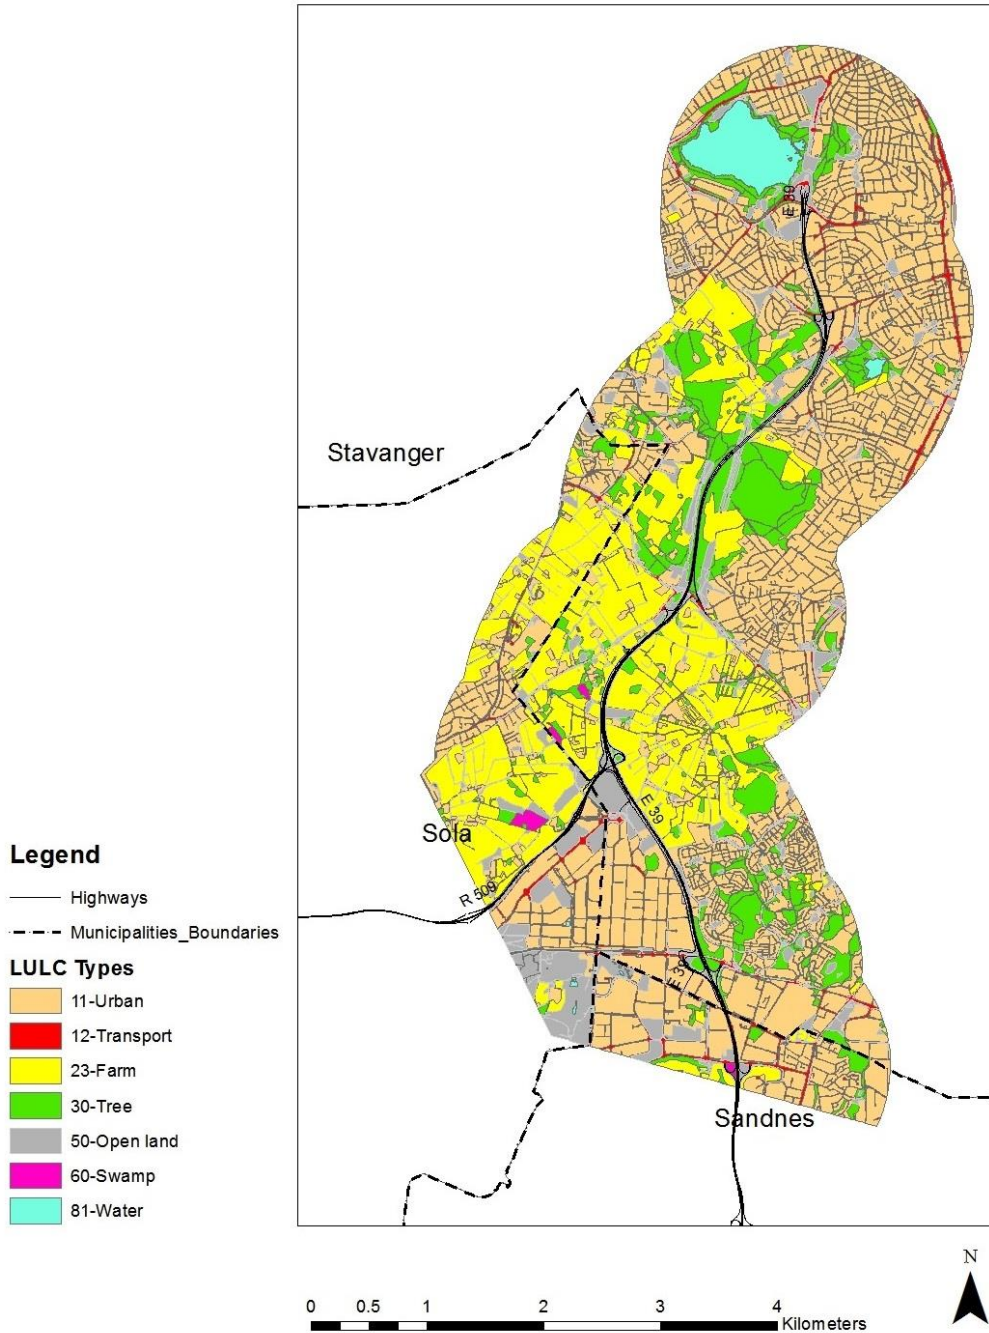 E 39
Stavanger
E 39
Sola
R 509
E 39
Sandnes
Legend
Highways
Municipalities_Boundaries
LULC Types
11-Urban
12-Transport
23-Farm
30-Tree
50-Open land
60-Swamp
81-Water
N
0 0.5 1 2 3 4
Kilometers